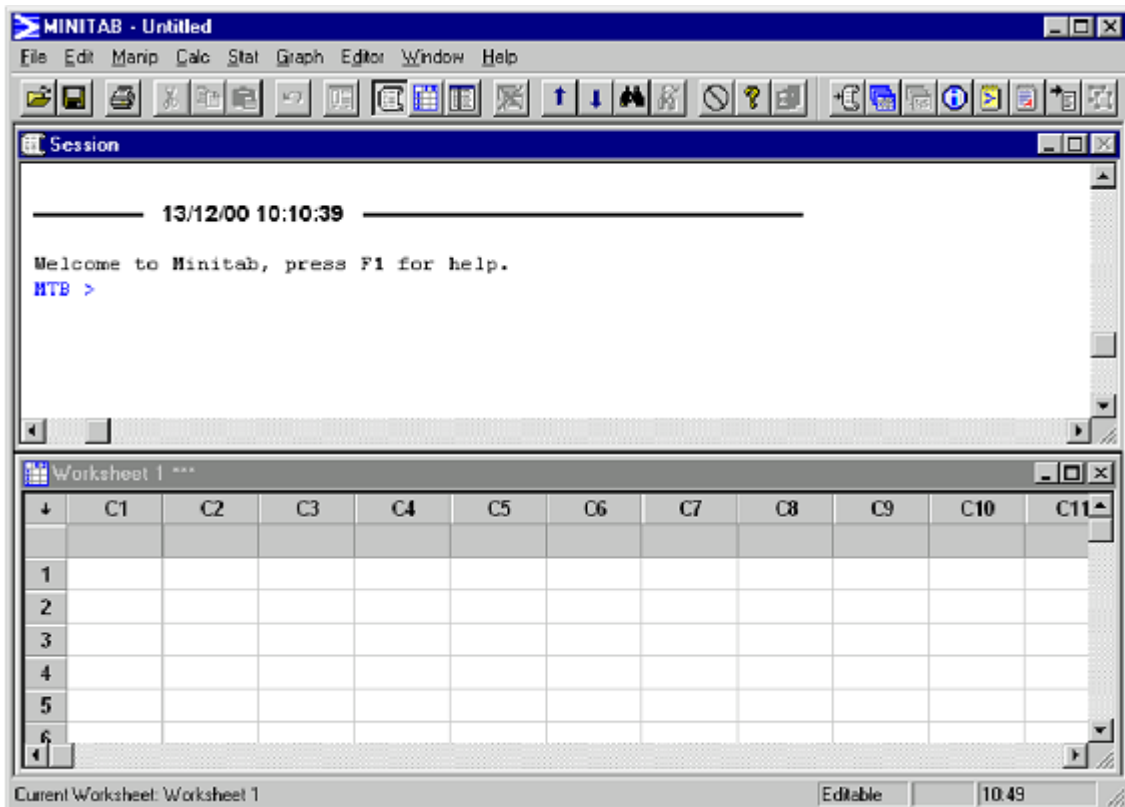 MINITAB - Untitled
File Edit Manip Calc Stat Graph Editor Window Help
Session
13/12/00 10:10:39
Welcome to Minitab, press F1 for help.
MTB >
Worksheet 1 ***
C1 C2 C3 C4 C5 C6 C7 C8 C9 C10 C11
1
2
3
4
5
6
Current Worksheet: Worksheet 1 Editable 10:49